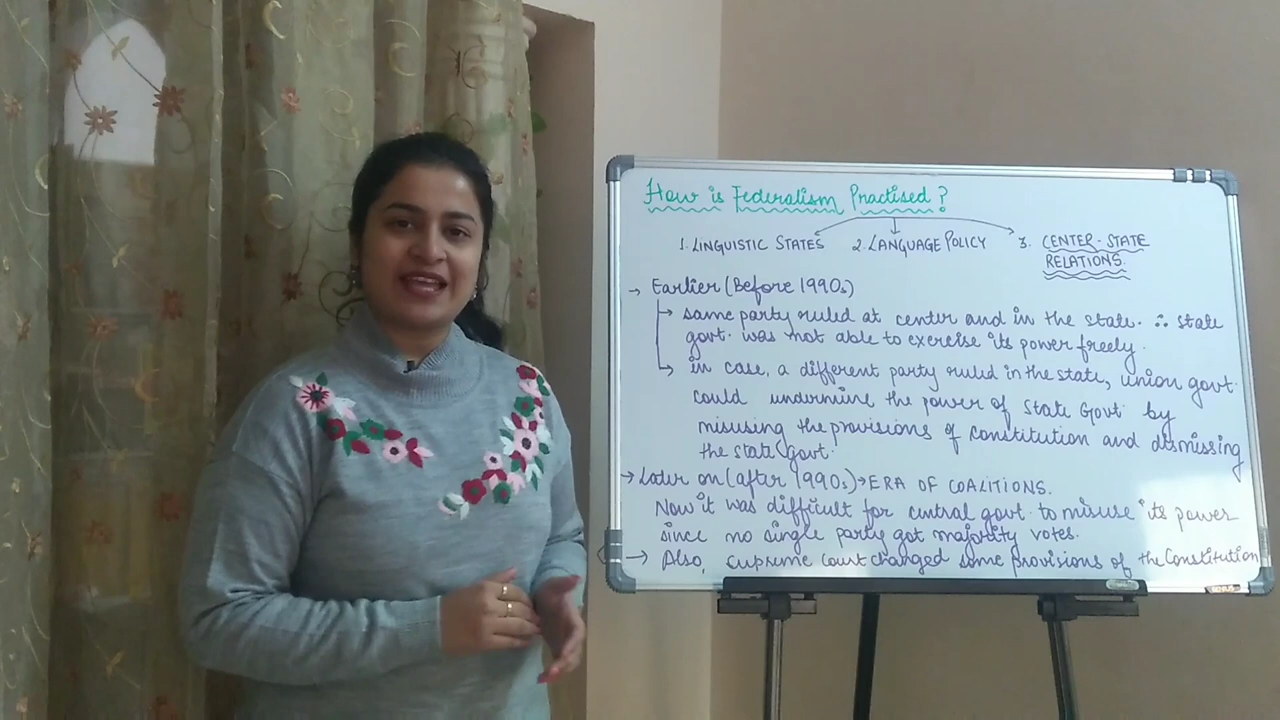 How is Federalism Practised?
1. LINGUISTIC STATES 2. LANGUAGE POLICY 3. CENTER-STATE
RELATIONS
→ Earlier (Before 1990s)
→ same party ruled at center and in the state. ∴ state
govt. was not able to exercise its power freely.
→ in case, a different party ruled in the state, union govt.
could undermine the power of State Govt by
misusing the provisions of constitution and dismissing
the state govt.
→ Later on (after 1990s) → ERA OF COALITIONS.
Now it was difficult for central govt. to misuse its power
since no single party got majority votes.
→ Also, supreme court changed some provisions of the Constitution